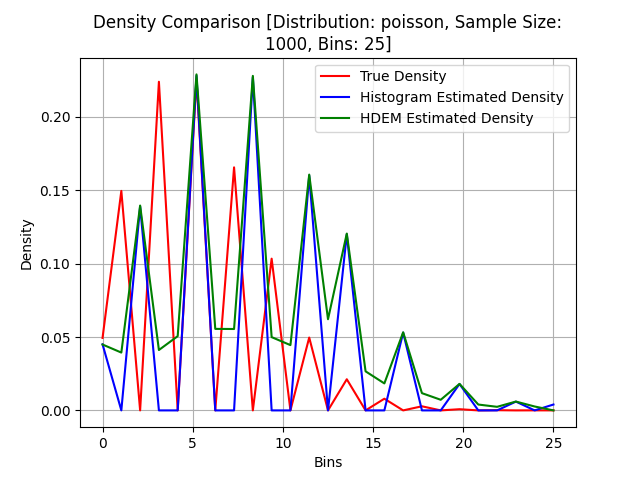 Density Comparison [Distribution: poisson, Sample Size:
1000, Bins: 25]
True Density
Histogram Estimated Density
HDEM Estimated Density
Density
0.20
0.15
0.10
0.05
0.00
0 5 10 15 20 25
Bins